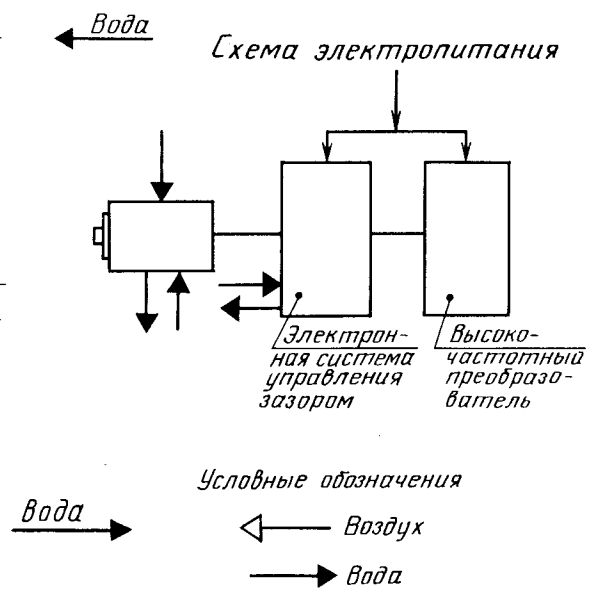 Вода
Схема электропитания
Электрон-
ная система
управления
зазором
Высоко-
частотный
преобразо-
ватель
Условные обозначения
Вода
Воздух
Вода